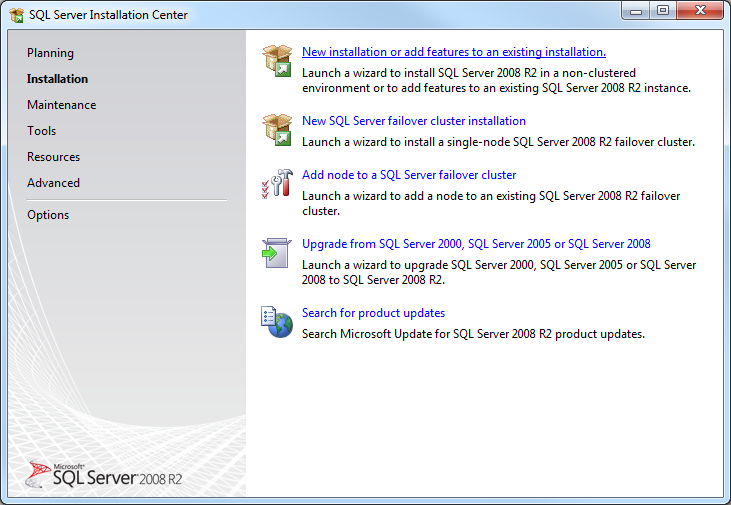 SQL Server Installation Center
Planning
Installation
Maintenance
Tools
Resources
Advanced
Options
New installation or add features to an existing installation.
Launch a wizard to install SQL Server 2008 R2 in a non-clustered
environment or to add features to an existing SQL Server 2008 R2 instance.
New SQL Server failover cluster installation
Launch a wizard to install a single-node SQL Server 2008 R2 failover cluster.
Add node to a SQL Server failover cluster
Launch a wizard to add a node to an existing SQL Server 2008 R2 failover
cluster.
Upgrade from SQL Server 2000, SQL Server 2005 or SQL Server 2008
Launch a wizard to upgrade SQL Server 2000, SQL Server 2005 or SQL Server
2008 to SQL Server 2008 R2.
Search for product updates
Search Microsoft Update for SQL Server 2008 R2 product updates.
Microsoft®
SQL Server 2008 R2